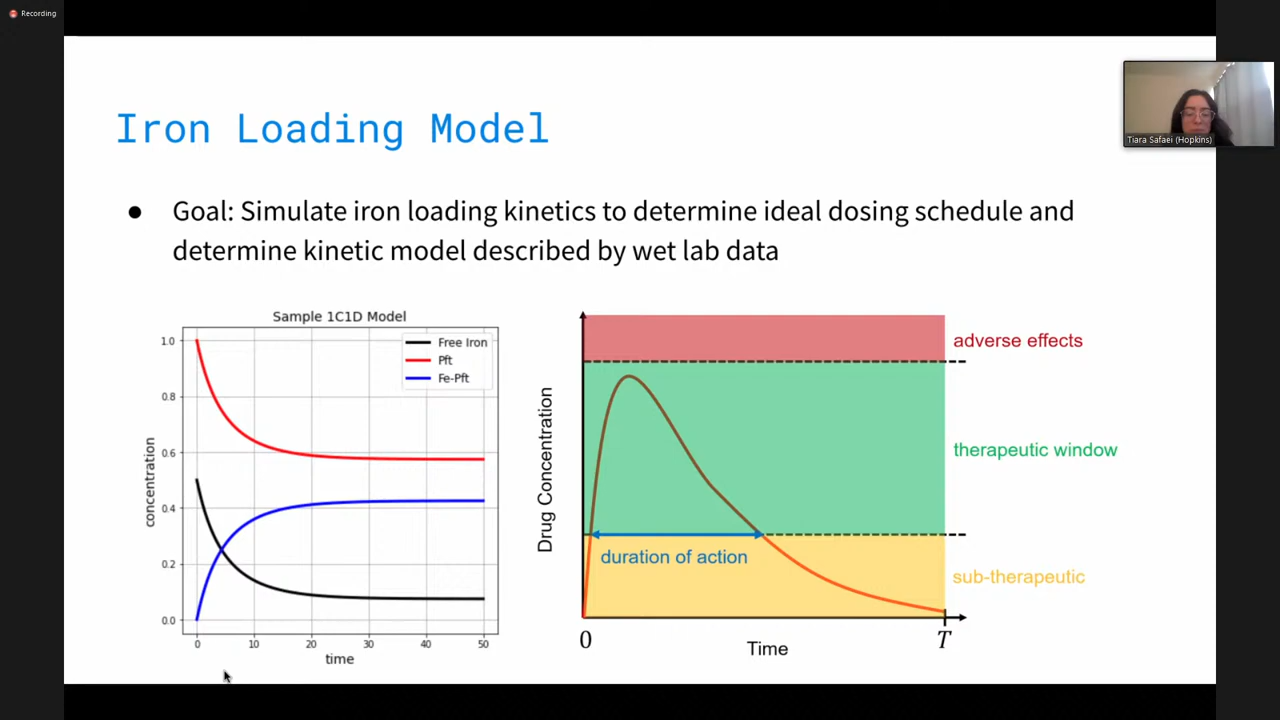 Recording
Tiara Safaei (Hopkins)
Iron Loading Model
● Goal: Simulate iron loading kinetics to determine ideal dosing schedule and
determine kinetic model described by wet lab data
Sample 1C1D Model
Free Iron
Pft
Fe-Pft
concentration
1.0
0.8
0.6
0.4
0.2
0.0
0 10 20 30 40 50
time
Drug Concentration
adverse effects
therapeutic window
duration of action
sub-therapeutic
0
T
Time